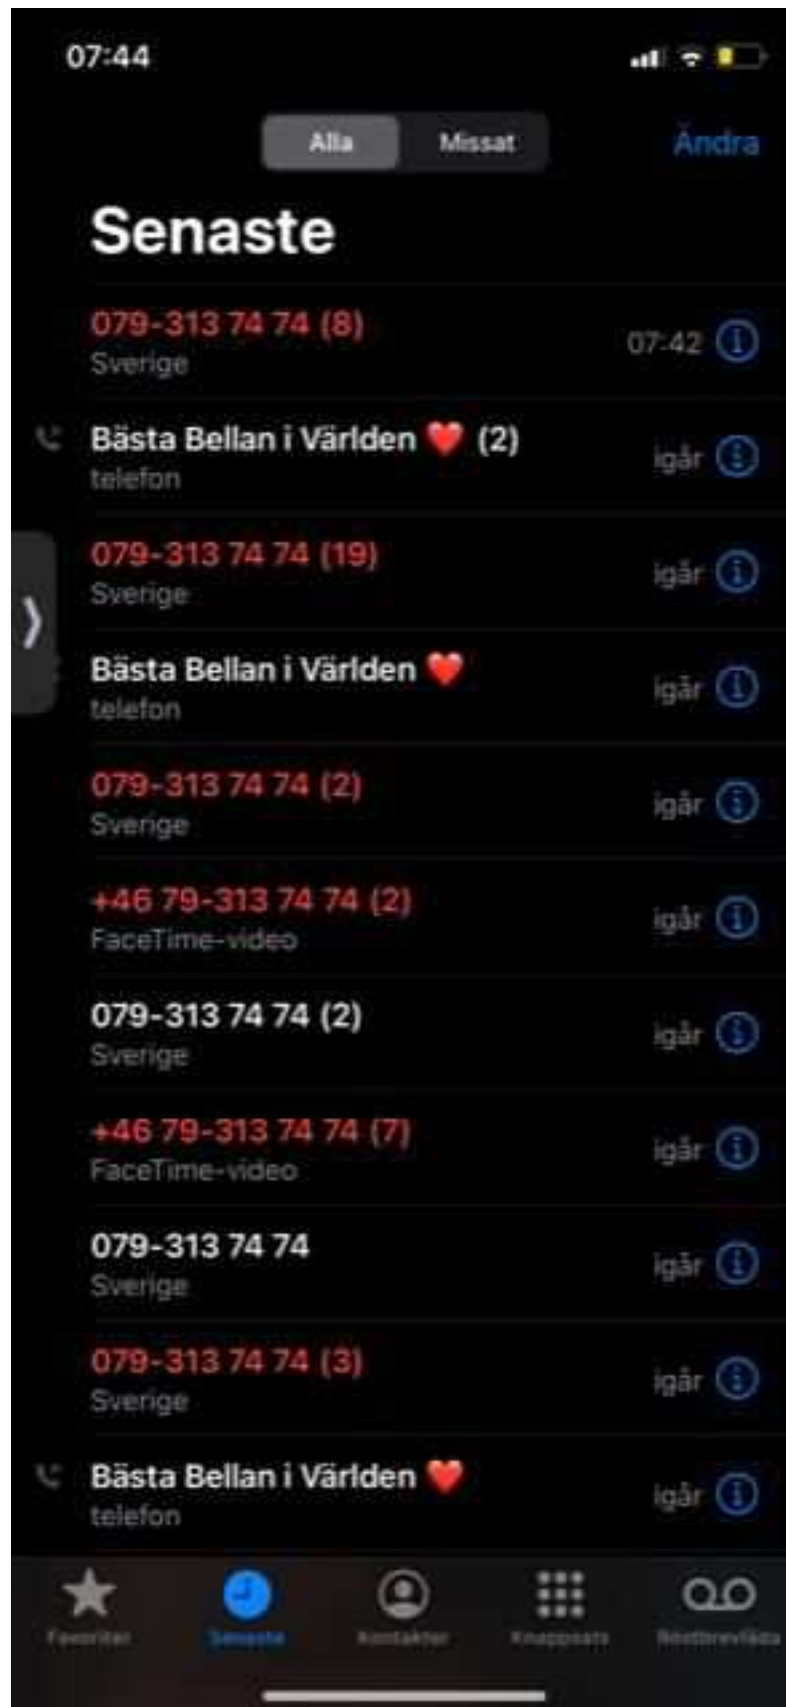 07:44
Alla Missat Ändra
Senaste
079-313 74 74 (8)
Sverige
07:42
Bästa Bellan i Världen ❤️ (2)
telefon
igår
079-313 74 74 (19)
Sverige
igår
Bästa Bellan i Världen ❤️
telefon
igår
079-313 74 74 (2)
Sverige
igår
+46 79-313 74 74 (2)
FaceTime-video
igår
079-313 74 74 (2)
Sverige
igår
+46 79-313 74 74 (7)
FaceTime-video
igår
079-313 74 74
Sverige
igår
079-313 74 74 (3)
Sverige
igår
Bästa Bellan i Världen ❤️
telefon
igår
Favoriter Senaste Kontakter Knappsats Röstbrevlåda